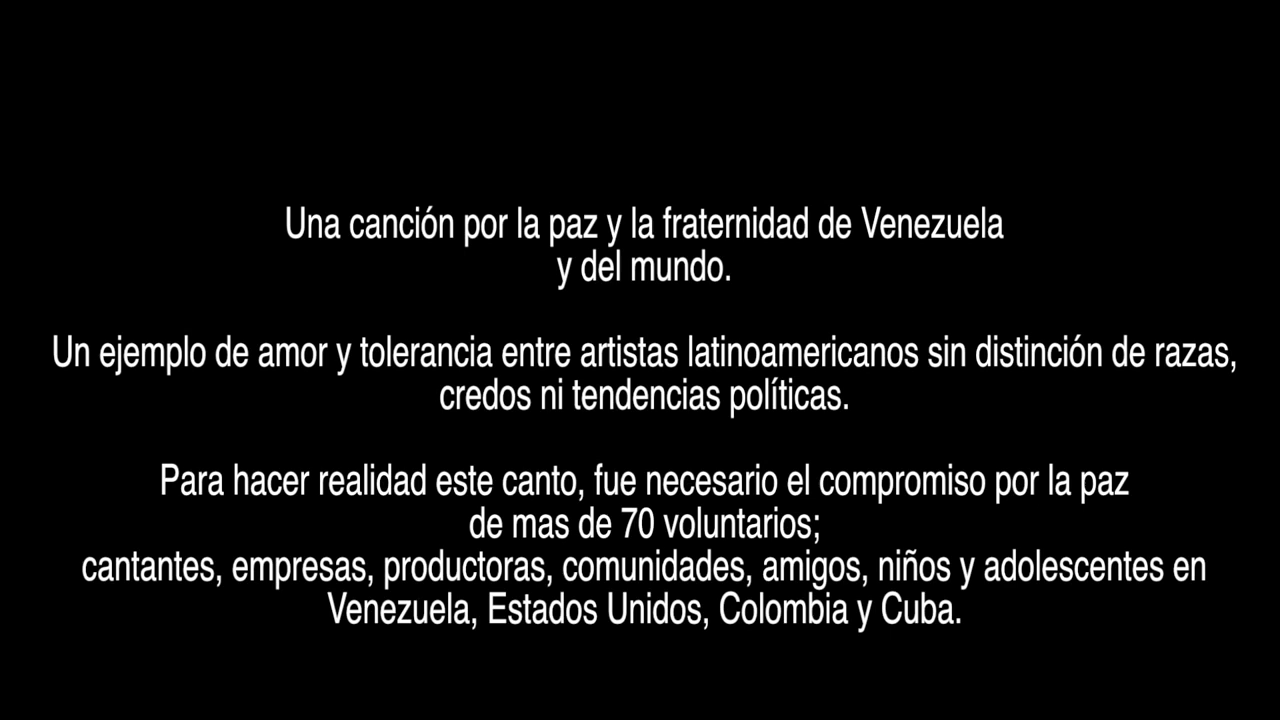 Una canción por la paz y la fraternidad de Venezuela
y del mundo.
Un ejemplo de amor y tolerancia entre artistas latinoamericanos sin distinción de razas,
credos ni tendencias políticas.
Para hacer realidad este canto, fue necesario el compromiso por la paz
de mas de 70 voluntarios;
cantantes, empresas, productoras, comunidades, amigos, niños y adolescentes en
Venezuela, Estados Unidos, Colombia y Cuba.